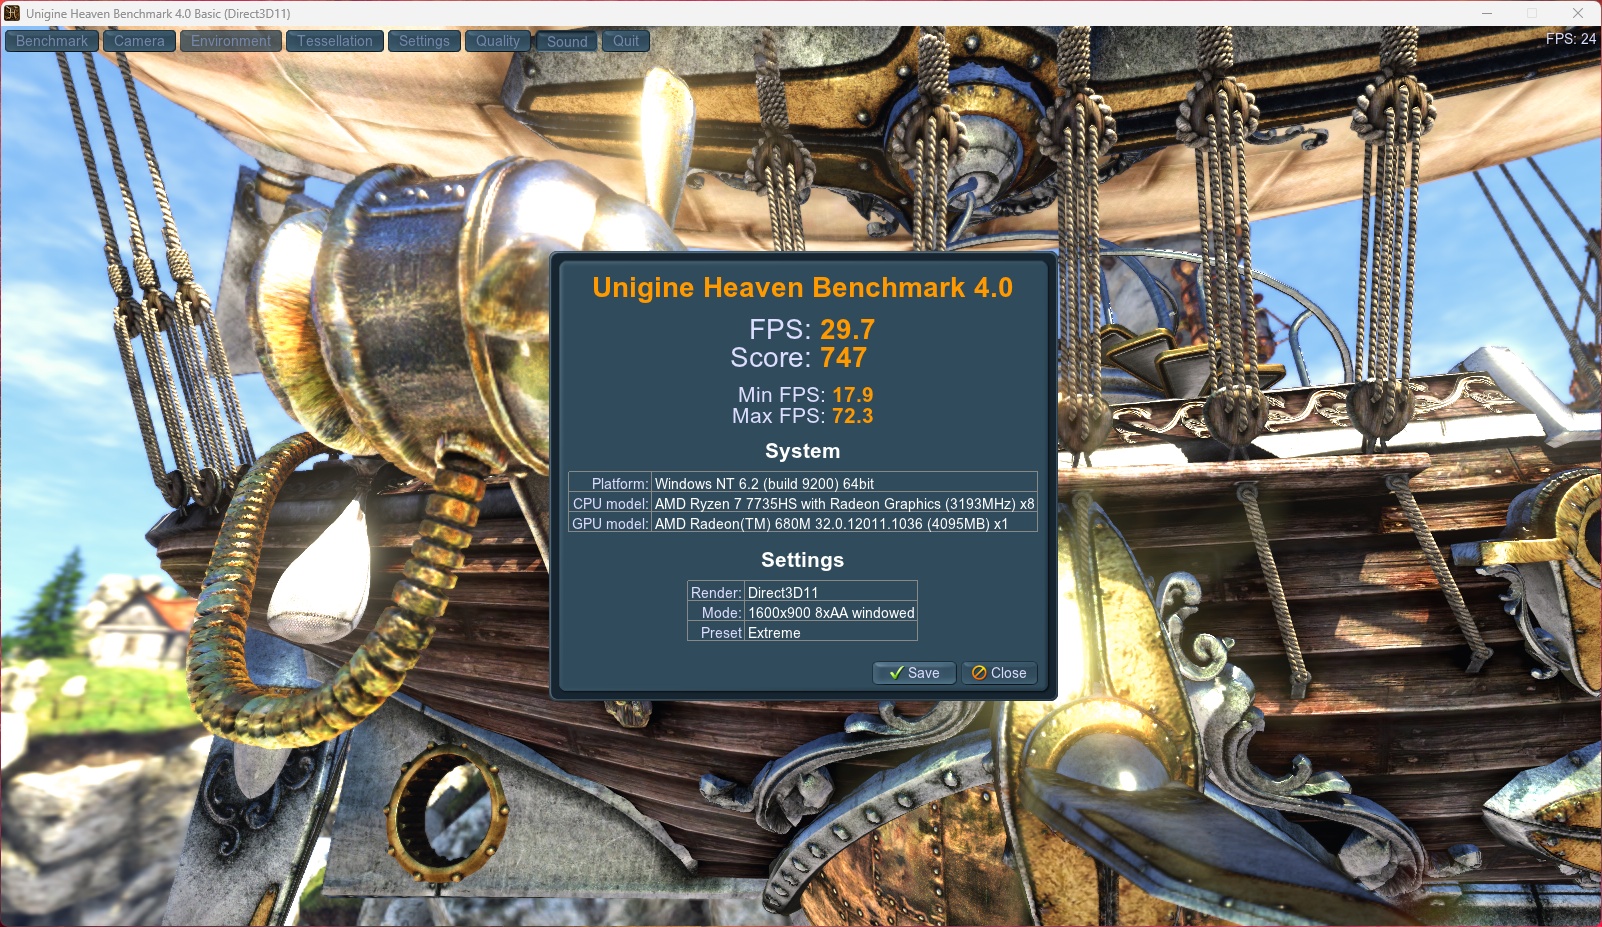 Unigine Heaven Benchmark 4.0 Basic (Direct3D11)
Benchmark Camera Environment Tessellation Settings Quality Sound Quit
FPS: 24
Unigine Heaven Benchmark 4.0
FPS: 29.7
Score: 747
Min FPS: 17.9
Max FPS: 72.3
System
Platform: Windows NT 6.2 (build 9200) 64bit
CPU model: AMD Ryzen 7 7735HS with Radeon Graphics (3193MHz) x8
GPU model: AMD Radeon(TM) 680M 32.0.12011.1036 (4095MB) x1
Settings
Render: Direct3D11
Mode: 1600x900 8xAA windowed
Preset Extreme
Save Close